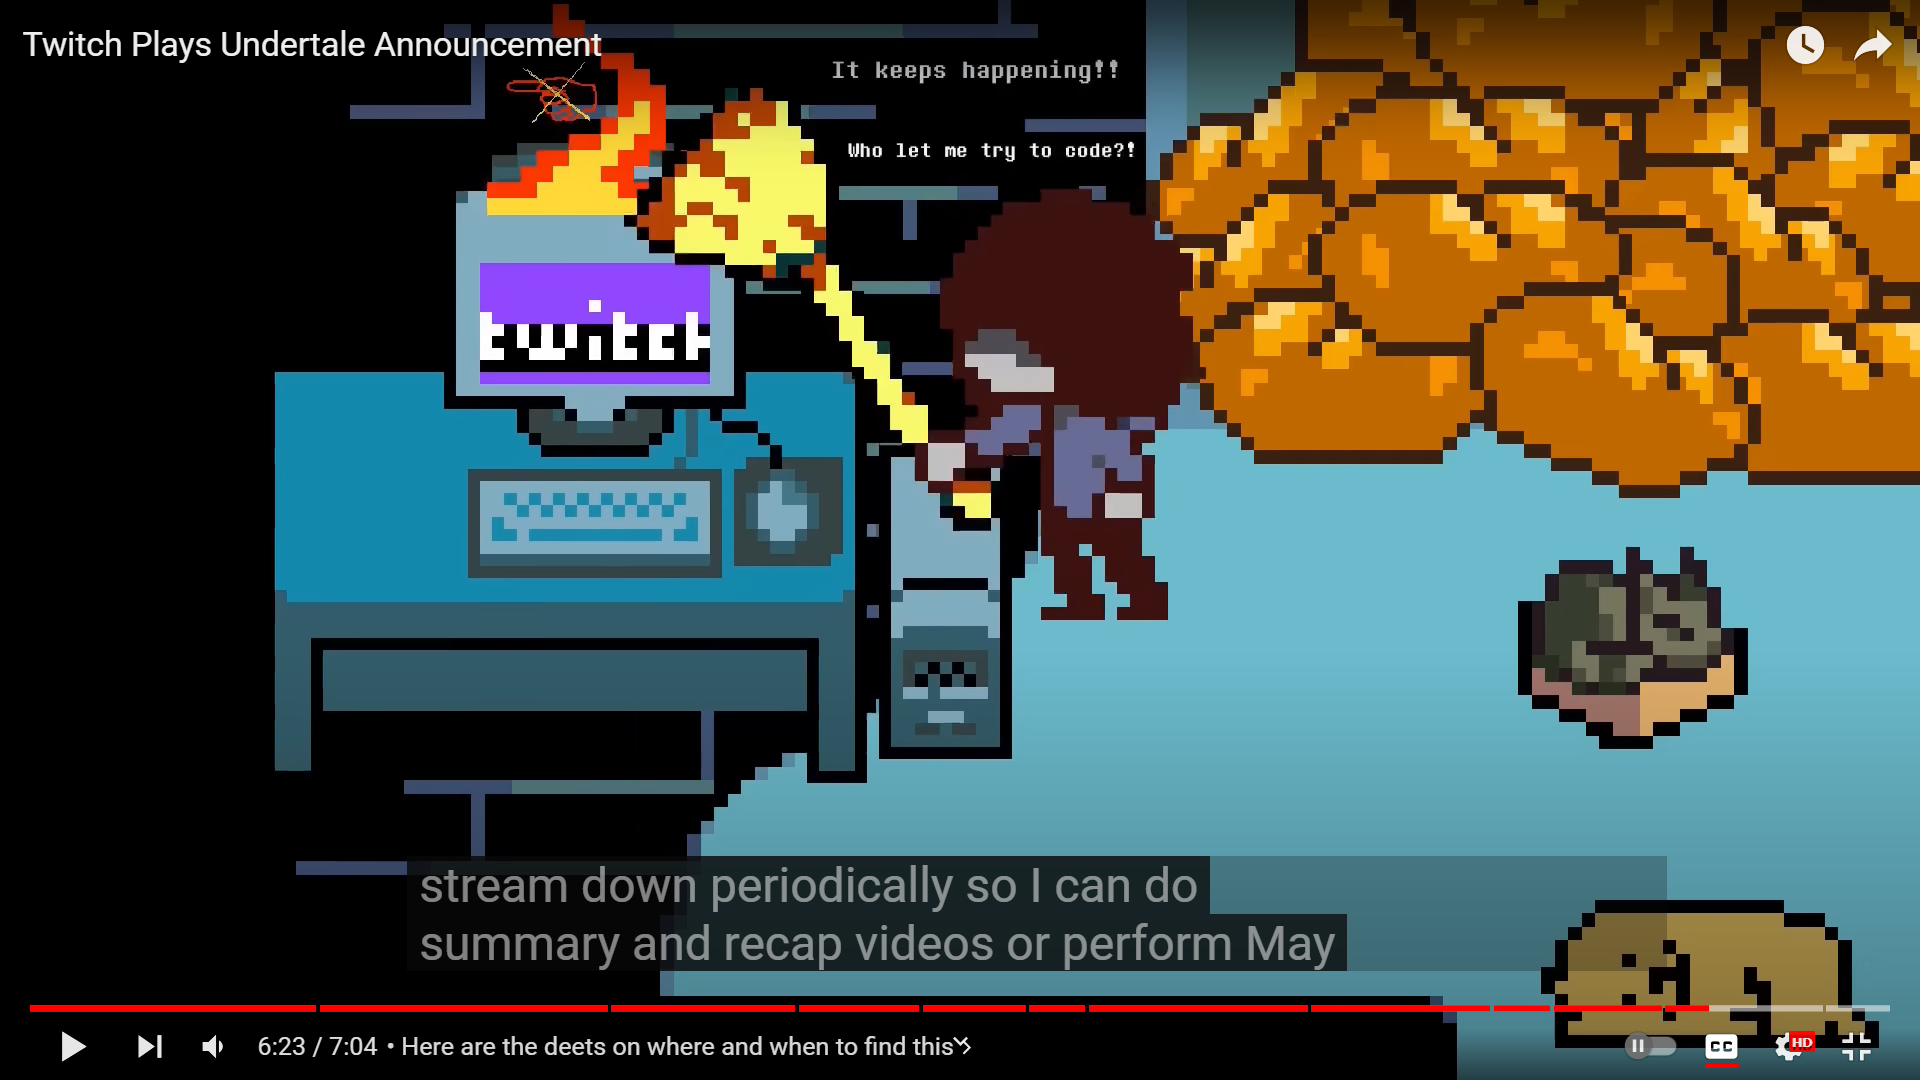 Twitch Plays Undertale Announcement
It keeps happening!!
Who let me try to code?!
twitch
stream down periodically so I can do
summary and recap videos or perform May
6:23 / 7:04 • Here are the deets on where and when to find this
CC
HD